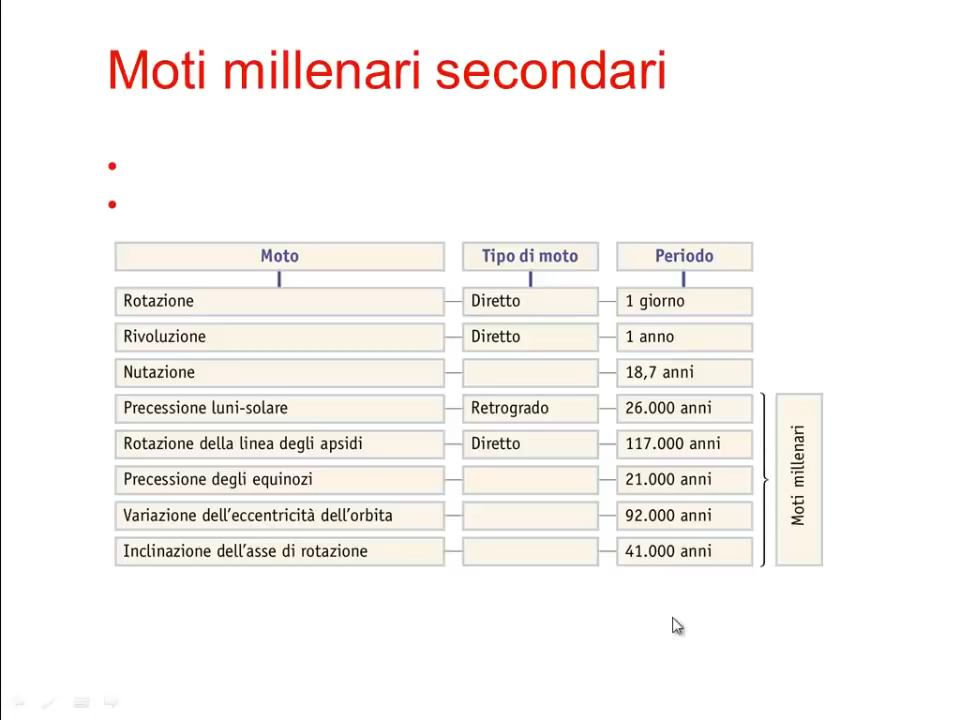 Moti millenari secondari
Moto Tipo di moto Periodo
Rotazione Diretto 1 giorno
Rivoluzione Diretto 1 anno
Nutazione 18,7 anni
Precessione luni-solare Retrogrado 26.000 anni
Rotazione della linea degli apsidi Diretto 117.000 anni
Precessione degli equinozi 21.000 anni
Variazione dell'eccentricità dell'orbita 92.000 anni
Inclinazione dell'asse di rotazione 41.000 anni
Moti millenari